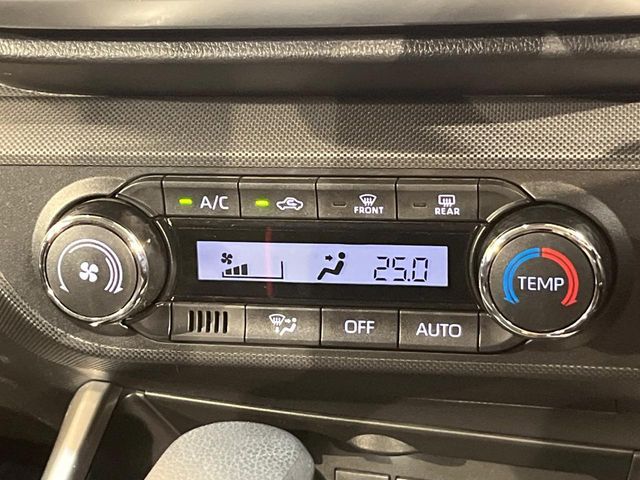 A/C
FRONT
REAR
25.0
TEMP
OFF
AUTO